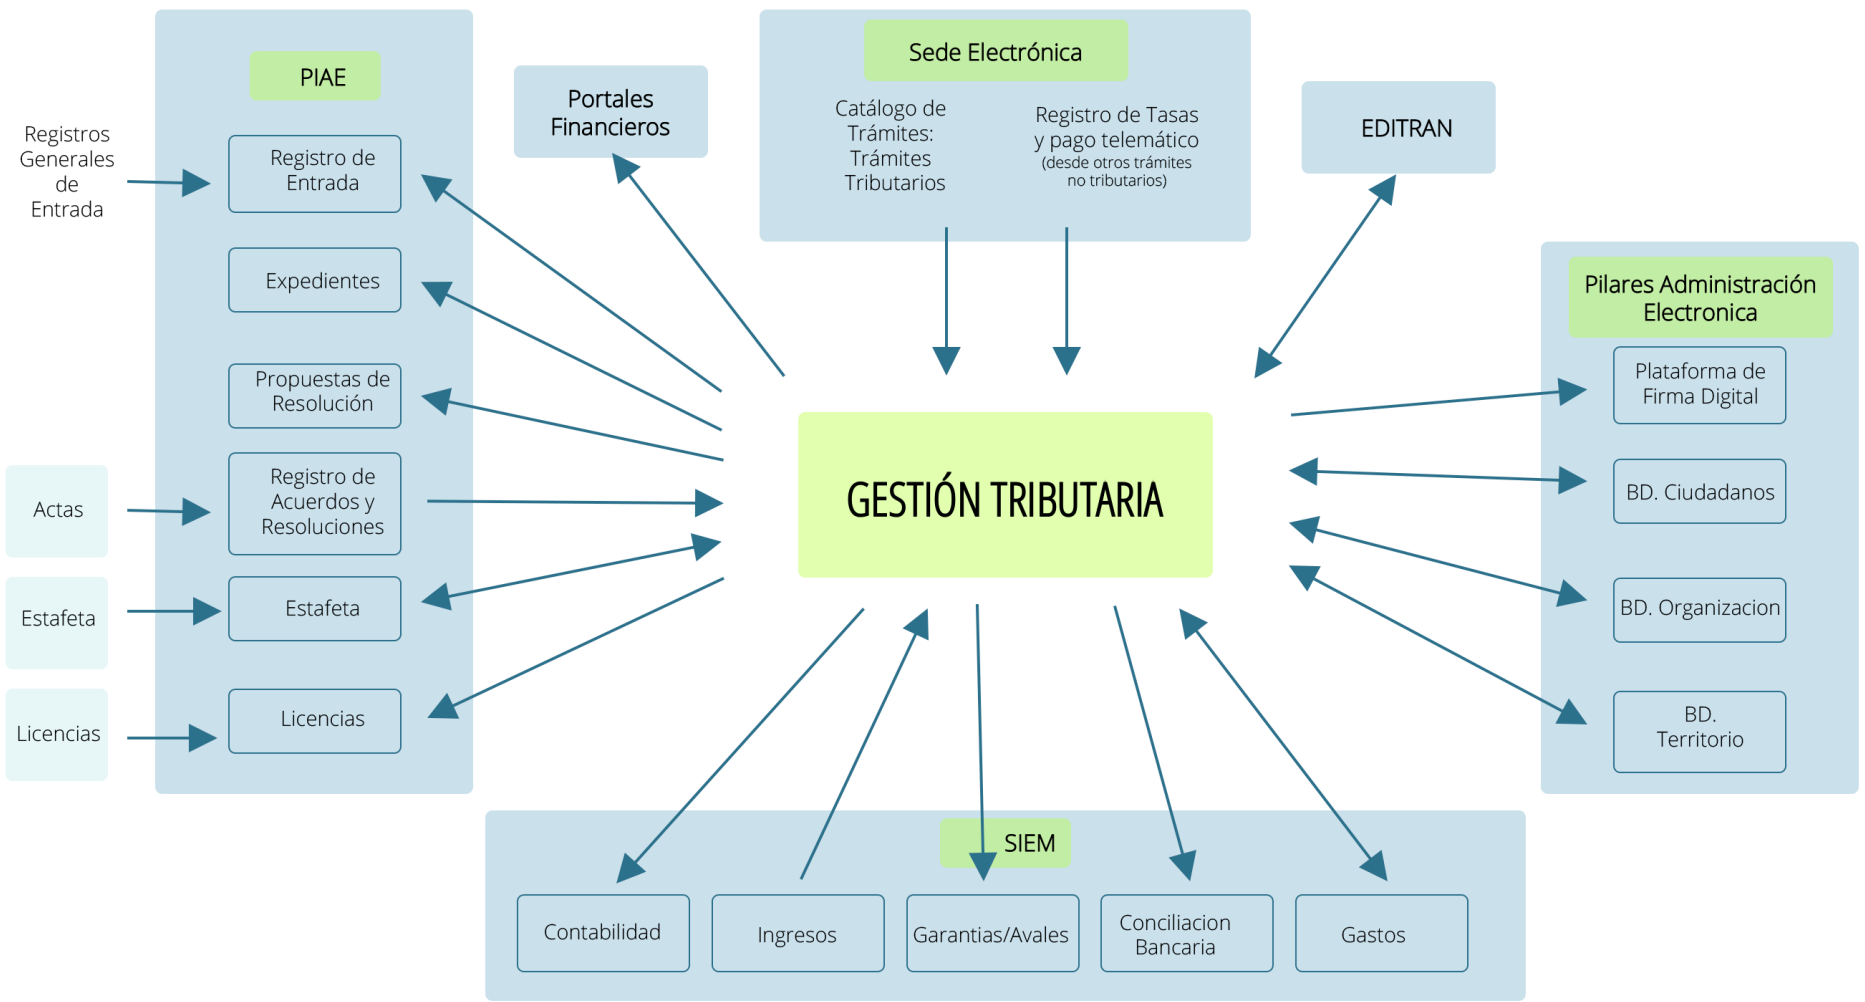 PIAE
Registros
Generales
de
Entrada
Registro de
Entrada
Expedientes
Propuestas de
Resolución
Registro de
Acuerdos y
Resoluciones
Estafeta
Licencias
Actas
Estafeta
Licencias
Portales
Financieros
Sede Electrónica
Catálogo de
Trámites:
Trámites
Tributarios
Registro de Tasas
y pago telemático
(desde otros trámites
no tributarios)
EDITRAN
GESTIÓN TRIBUTARIA
Pilares Administración
Electronica
Plataforma de
Firma Digital
BD. Ciudadanos
BD. Organizacion
BD.
Territorio
SIEM
Contabilidad
Ingresos
Garantias/Avales
Conciliacion
Bancaria
Gastos